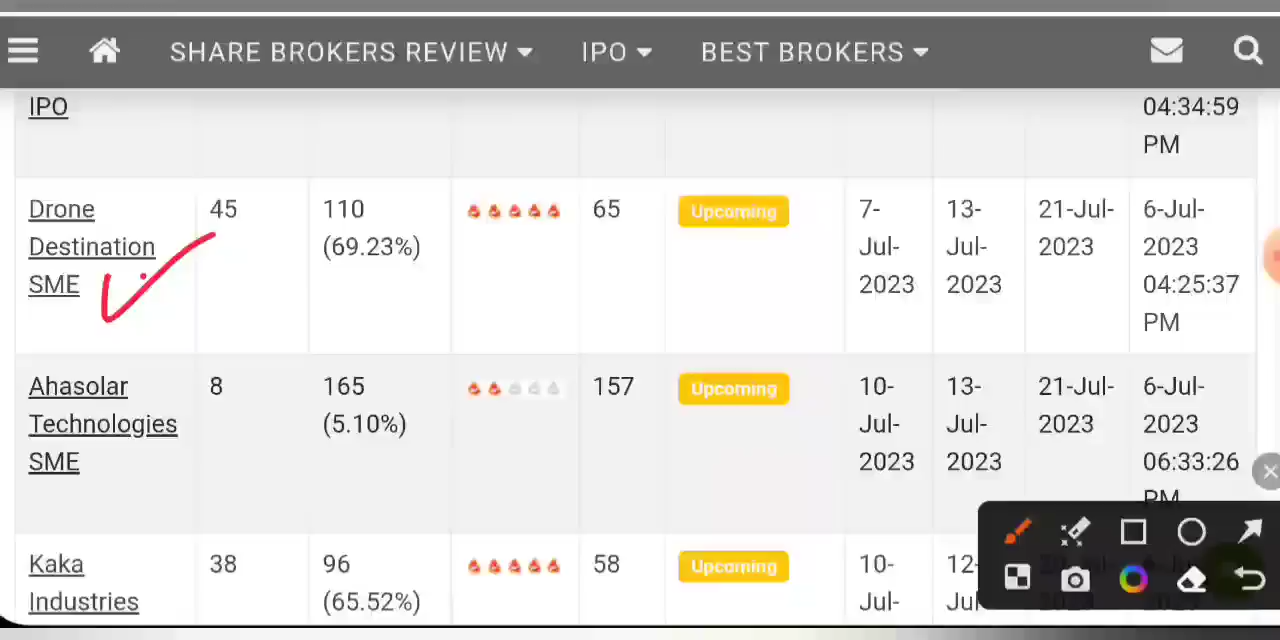 SHARE BROKERS REVIEW IPO BEST BROKERS
IPO
04:34:59
PM
Drone
Destination
SME
45
110
(69.23%)
65
Upcoming
7-
Jul-
2023
13-
Jul-
2023
21-Jul-
2023
6-Jul-
2023
04:25:37
PM
Ahasolar
Technologies
SME
8
165
(5.10%)
157
Upcoming
10-
Jul-
2023
13-
Jul-
2023
21-Jul-
2023
6-Jul-
2023
06:33:26
PM
Kaka
Industries
38
96
(65.52%)
58
Upcoming
10-
Jul-
12-